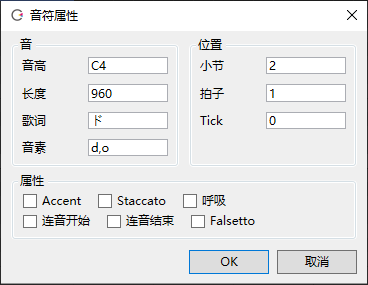 音符属性
音
音高 C4
长度 960
歌词 ド
音素 d,o
位置
小节 2
拍子 1
Tick 0
属性
Accent Staccato 呼吸
连音开始 连音结束 Falsetto
OK 取消